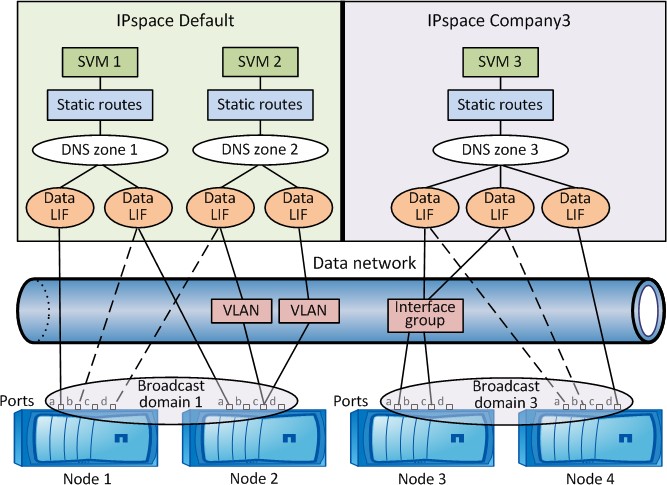 IPspace Default
IPspace Company3
SVM 1
SVM 2
SVM 3
Static routes
Static routes
Static routes
DNS zone 1
DNS zone 2
DNS zone 3
Data
LIF
Data
LIF
Data
LIF
Data
LIF
Data
LIF
Data
LIF
Data
LIF
Data network
VLAN
VLAN
Interface
group
Ports
Broadcast
domain 1
Ports
Broadcast
domain 3
a b c d
a b c d
a b c d
a b c d
Node 1
Node 2
Node 3
Node 4